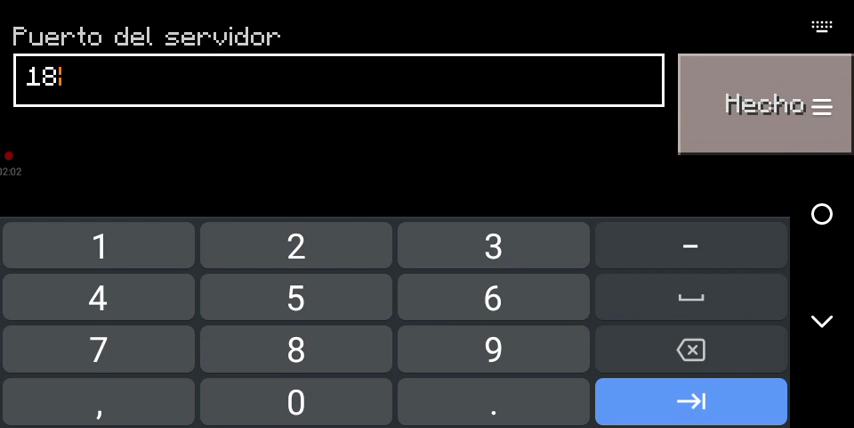 Puerto del servidor
18
Hecho
02:02
1 2 3 -
4 5 6
7 8 9
, 0 .